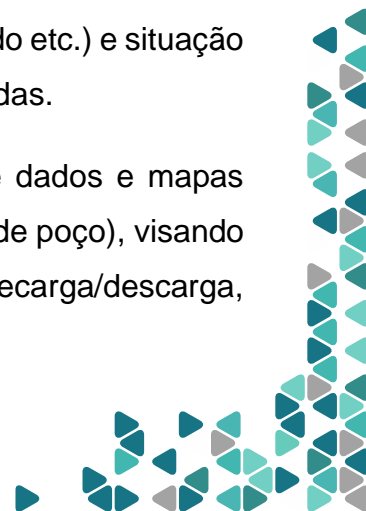 do etc.) e situação
das.
dados e mapas
de poço), visando
ecarga/descarga,